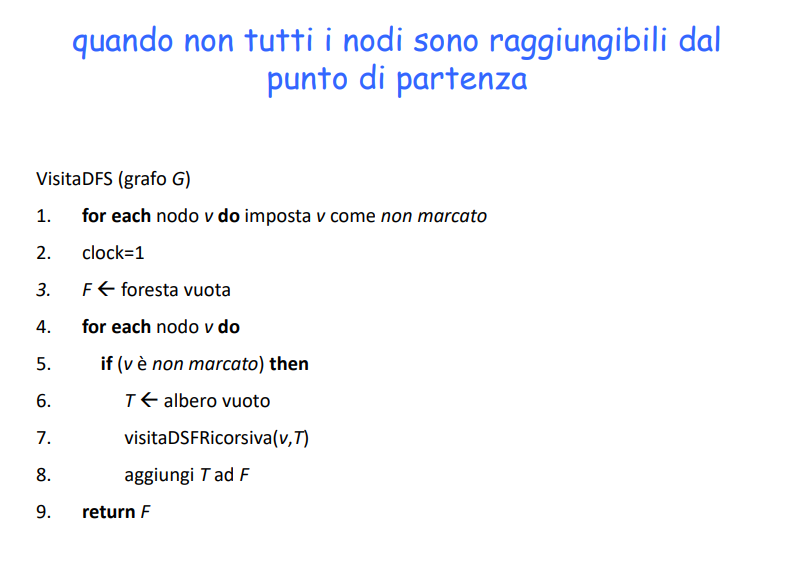 quando non tutti i nodi sono raggiungibili dal
punto di partenza
VisitaDFS (grafo G)
1. for each nodo v do imposta v come non marcato
2. clock=1
3. F ← foresta vuota
4. for each nodo v do
5. if (v è non marcato) then
6. T ← albero vuoto
7. visitaDSFRicorsiva(v,T)
8. aggiungi T ad F
9. return F